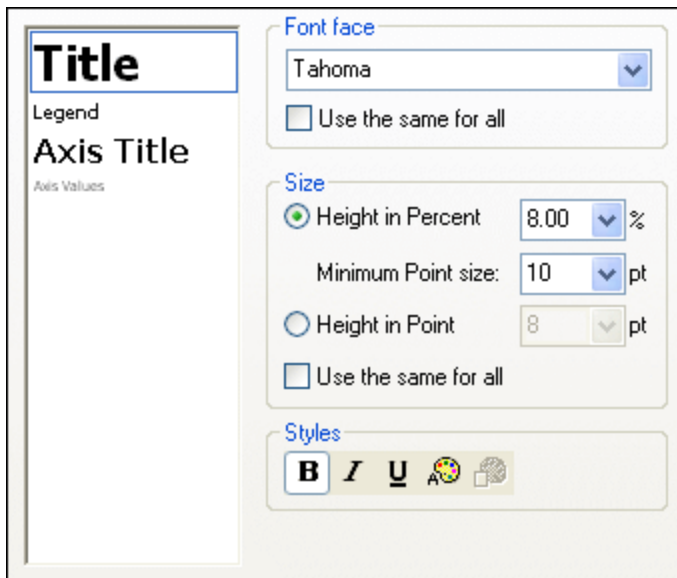 Title
Legend
Axis Title
Axis Values
Font face
Tahoma
Use the same for all
Size
Height in Percent 8.00 %
Minimum Point size: 10 pt
Height in Point 8 pt
Use the same for all
Styles
B I U A